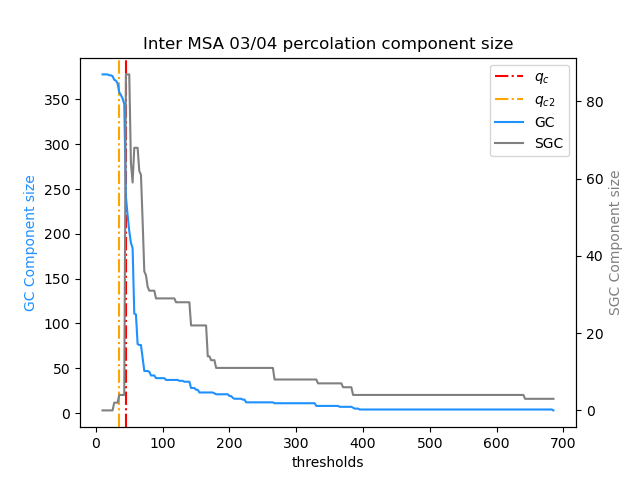 Inter MSA 03/04 percolation component size
q_c
q_c2
GC
SGC
GC Component size
350
300
250
200
150
100
50
0
SGC Component size
80
60
40
20
0
0 100 200 300 400 500 600 700
thresholds